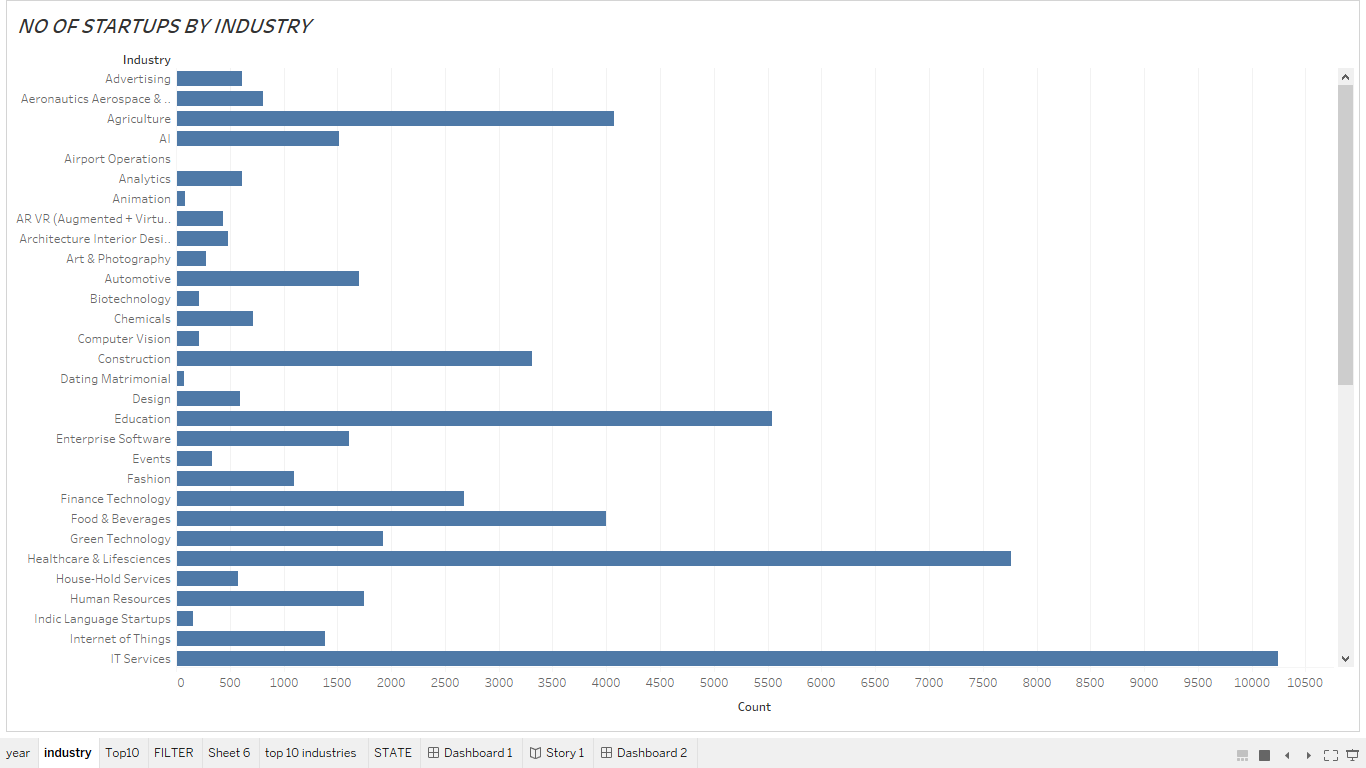 NO OF STARTUPS BY INDUSTRY
Industry
Advertising
Aeronautics Aerospace & ..
Agriculture
AI
Airport Operations
Analytics
Animation
AR VR (Augmented + Virtu..
Architecture Interior Desi..
Art & Photography
Automotive
Biotechnology
Chemicals
Computer Vision
Construction
Dating Matrimonial
Design
Education
Enterprise Software
Events
Fashion
Finance Technology
Food & Beverages
Green Technology
Healthcare & Lifesciences
House-Hold Services
Human Resources
Indic Language Startups
Internet of Things
IT Services
0 500 1000 1500 2000 2500 3000 3500 4000 4500 5000 5500 6000 6500 7000 7500 8000 8500 9000 9500 10000 10500
Count
year industry Top10 FILTER Sheet 6 top 10 industries STATE Dashboard 1 Story 1 Dashboard 2